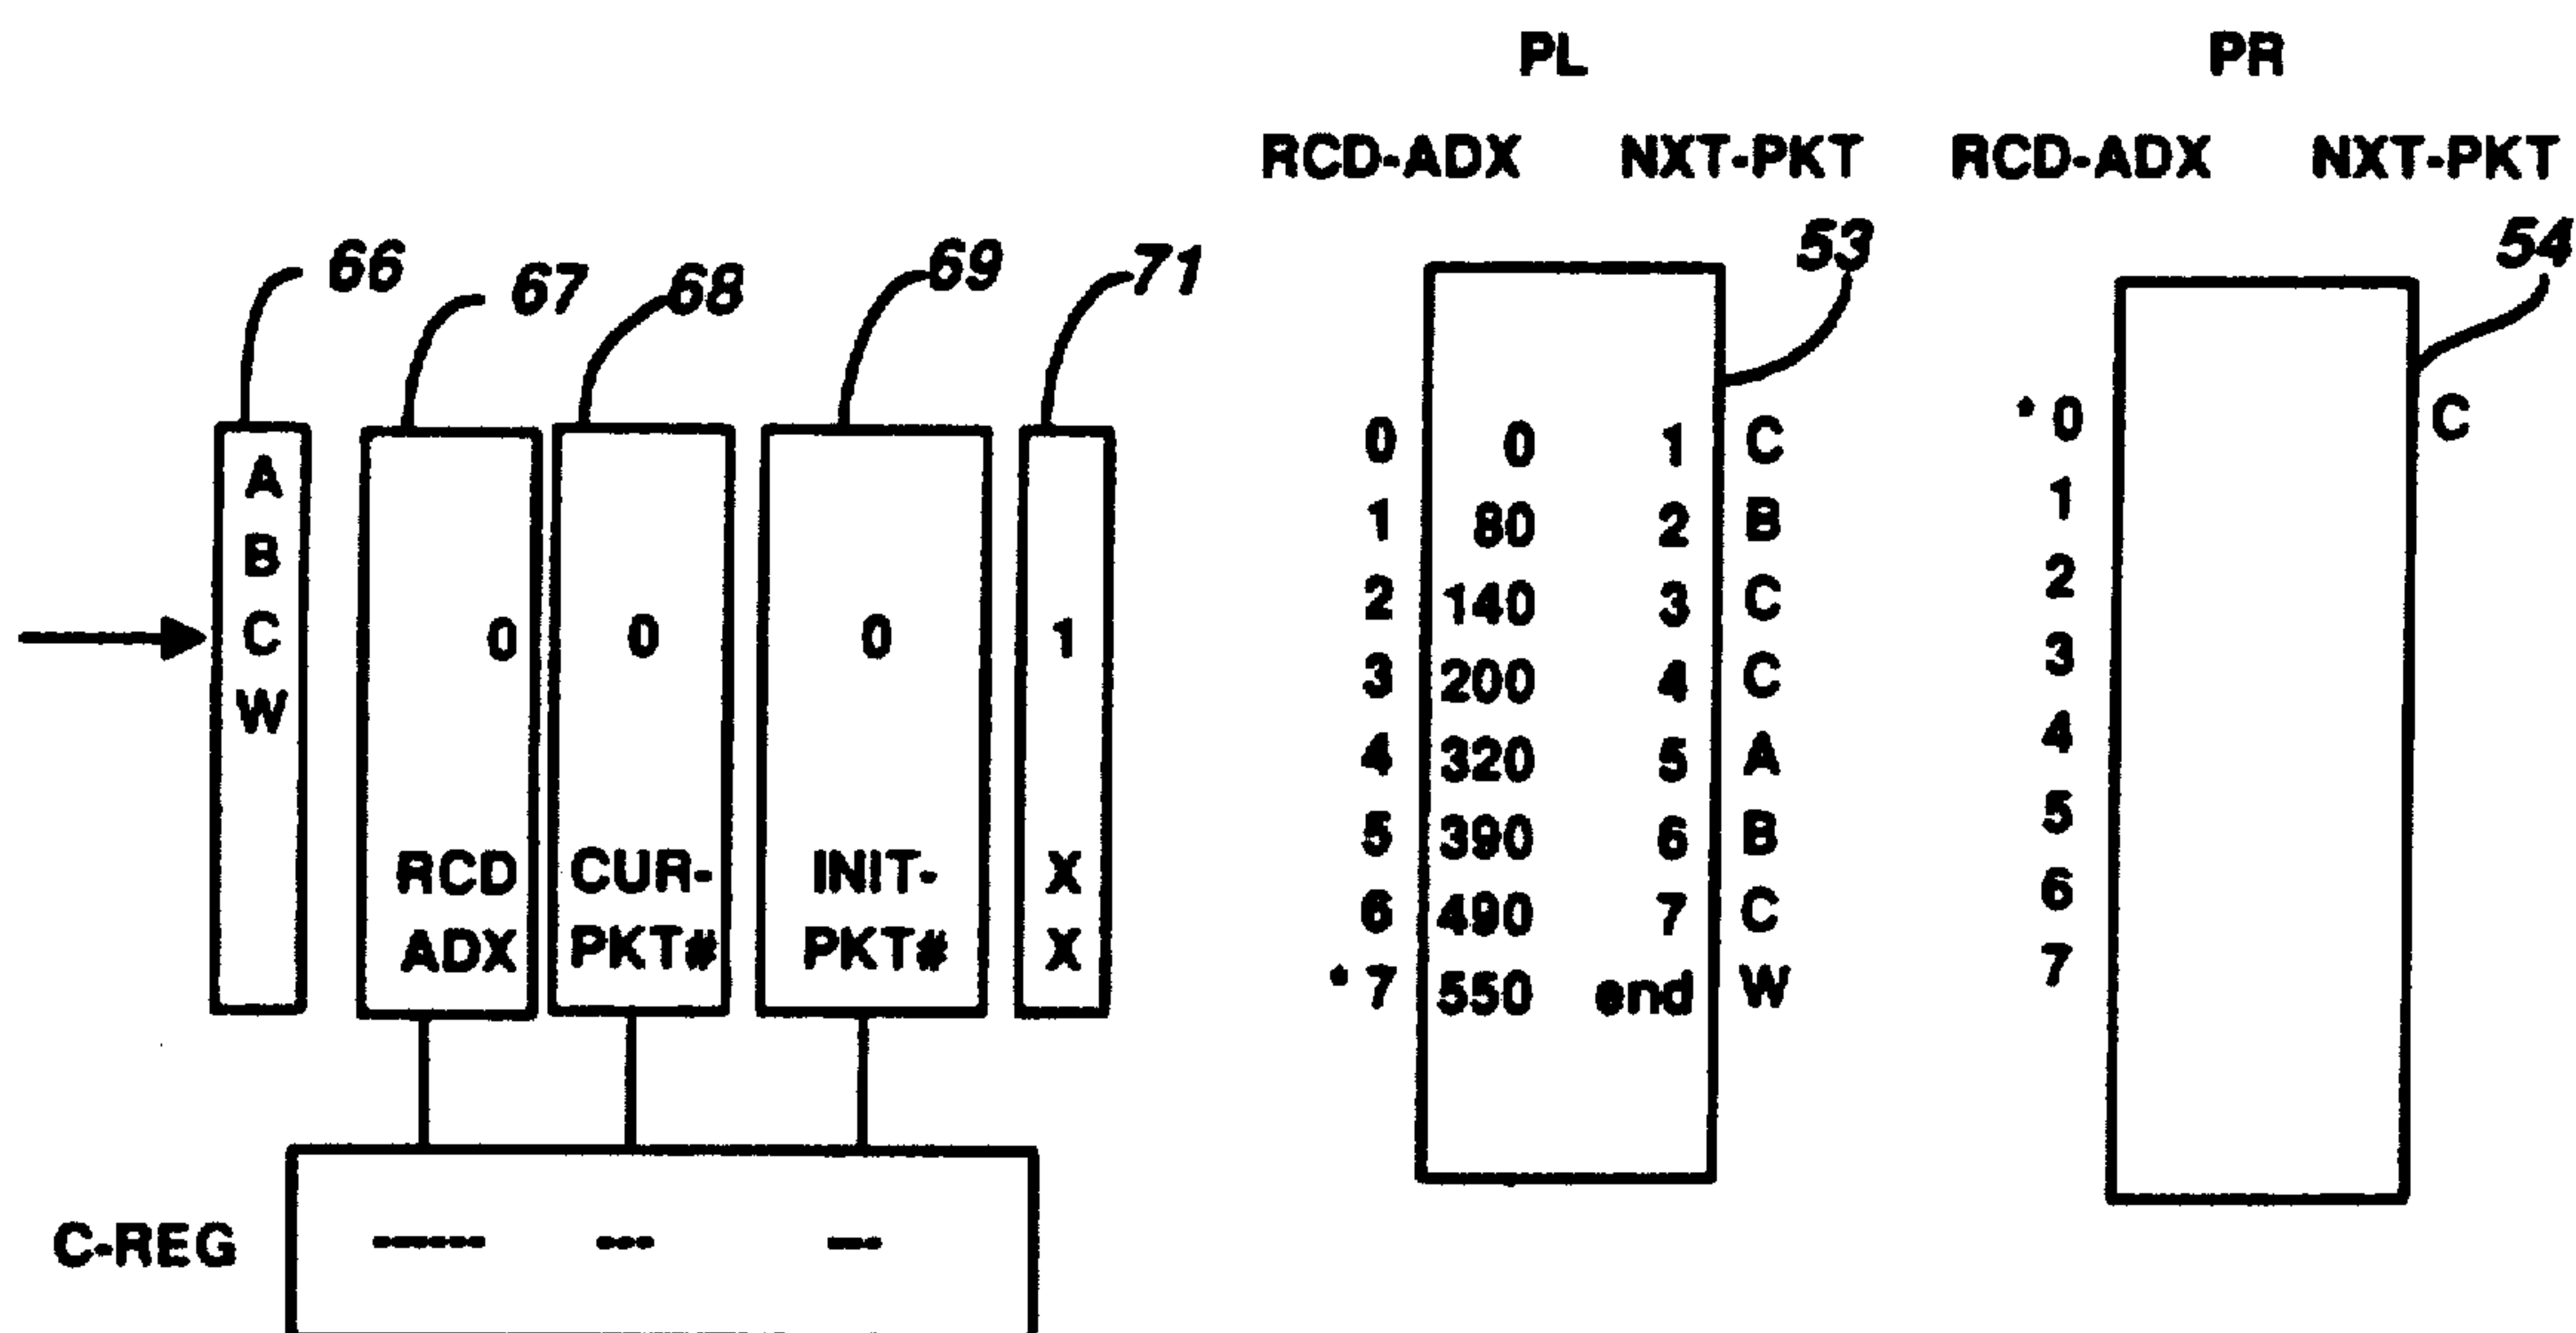 PL PR
RCD-ADX NXT-PKT RCD-ADX NXT-PKT
66 67 68 69 71 53 54
A
B
C 0 0 0 1
W
RCD ADX
CUR-PKT#
INIT-PKT#
X
X
C-REG ----- --- ---
0 0 1 C
1 80 2 B
2 140 3 C
3 200 4 C
4 320 5 A
5 390 6 B
6 490 7 C
*7 550 end W
*0 C
1
2
3
4
5
6
7